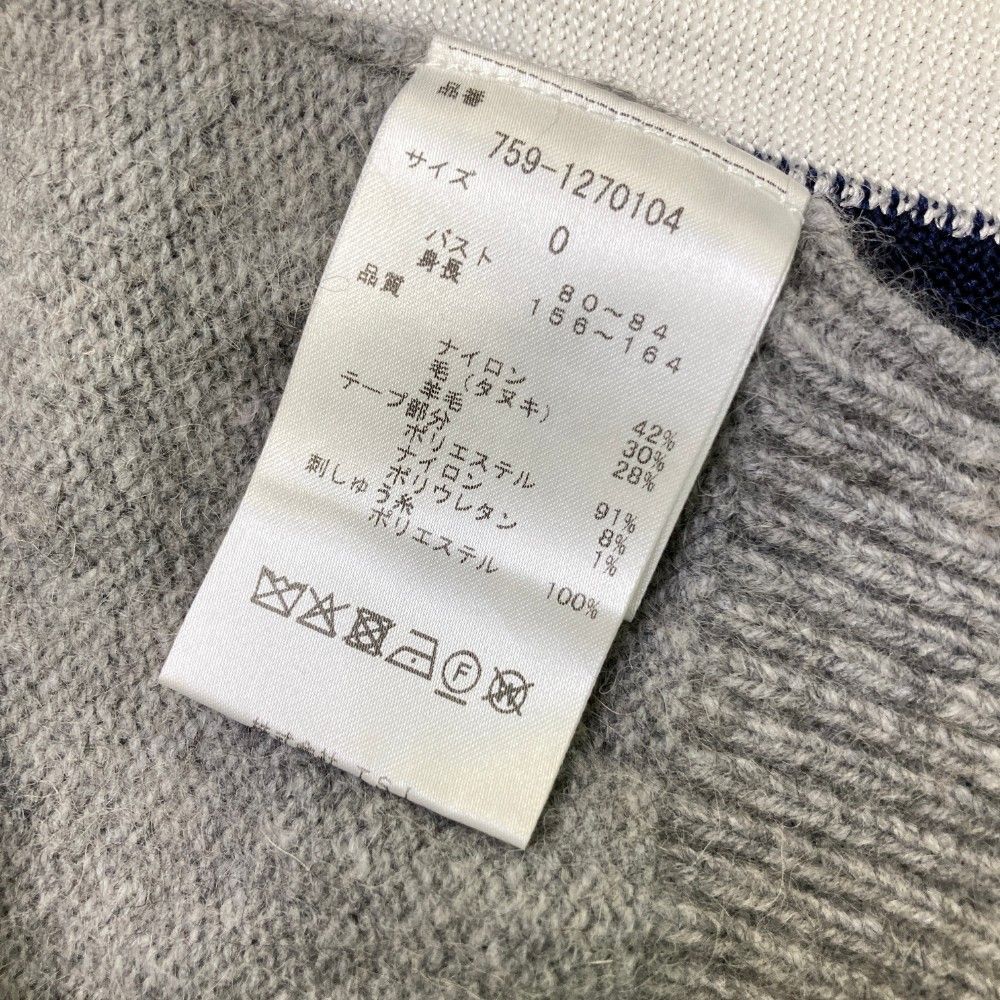 品番
759-1270104
サイズ
0
バスト 80～84
身長 156～164
品質
ナイロン 42%
毛(タヌキ) 30%
羊毛 28%
テープ部分
ポリエステル 91%
ナイロン 8%
ポリウレタン 1%
刺しゅう糸
ポリエステル 100%
F
W